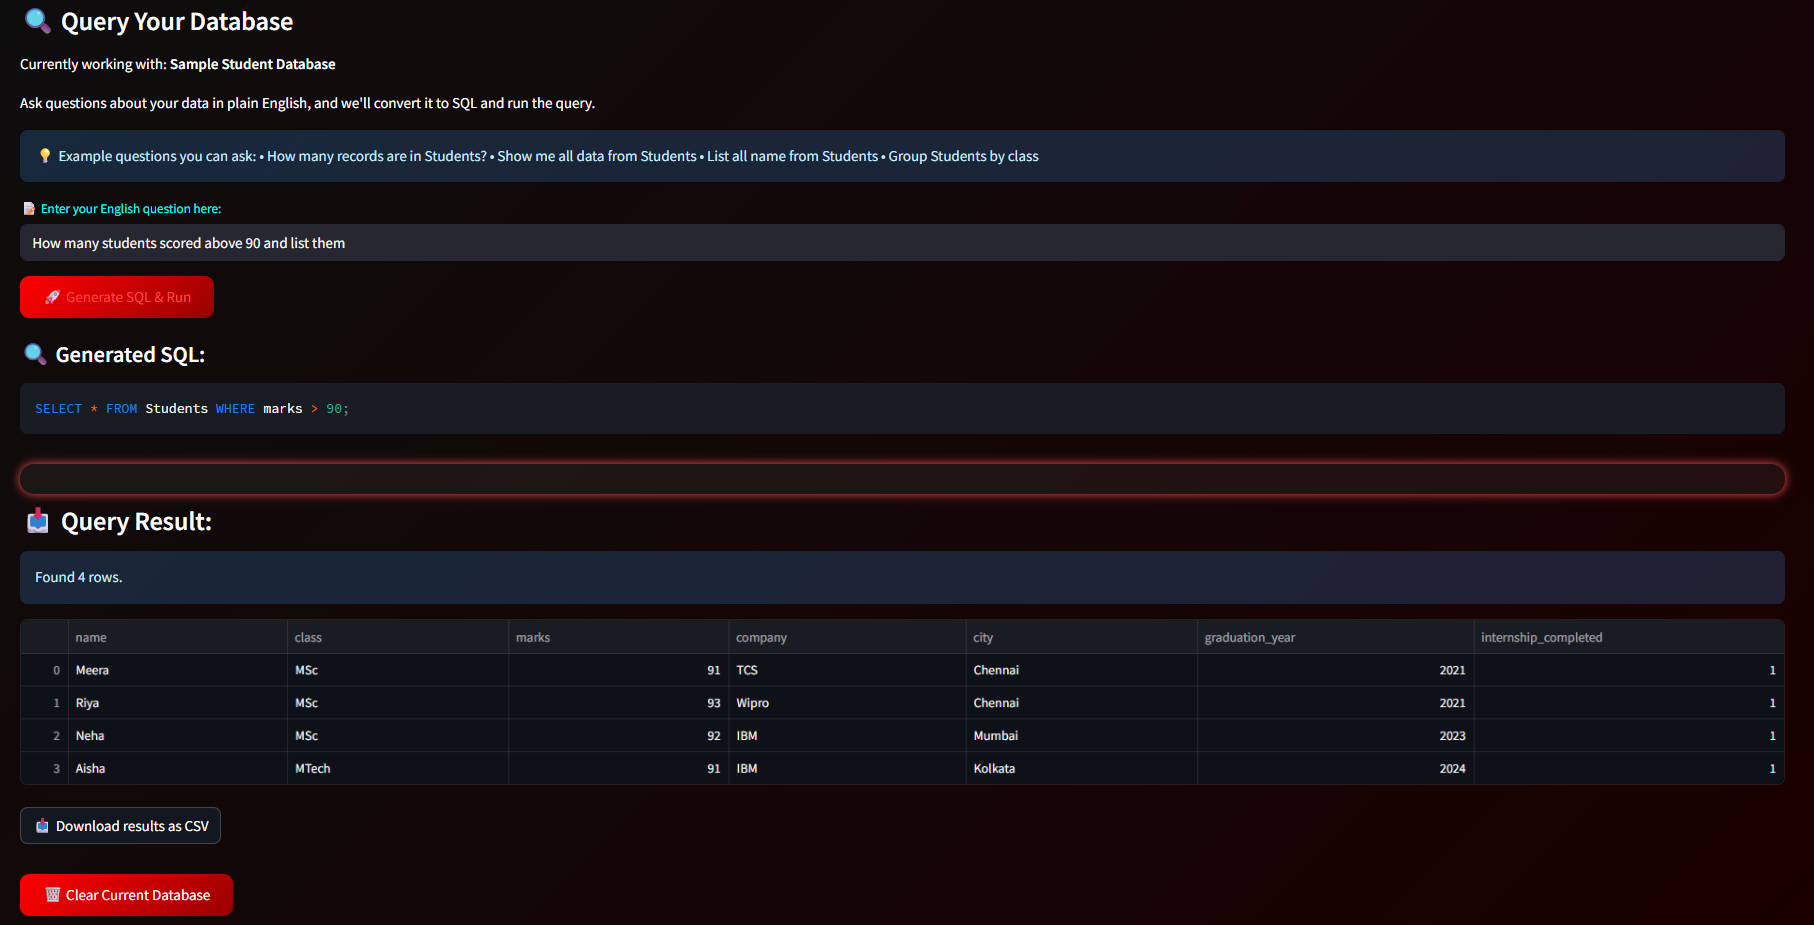 Query Your Database
Currently working with: Sample Student Database
Ask questions about your data in plain English, and we'll convert it to SQL and run the query.
Example questions you can ask: • How many records are in Students? • Show me all data from Students • List all name from Students • Group Students by class
Enter your English question here:
How many students scored above 90 and list them
Generate SQL & Run
Generated SQL:
SELECT * FROM Students WHERE marks > 90;
Query Result:
Found 4 rows.
name class marks company city graduation_year internship_completed
0 Meera MSc 91 TCS Chennai 2021 1
1 Riya MSc 93 Wipro Chennai 2021 1
2 Neha MSc 92 IBM Mumbai 2023 1
3 Aisha MTech 91 IBM Kolkata 2024 1
Download results as CSV
Clear Current Database